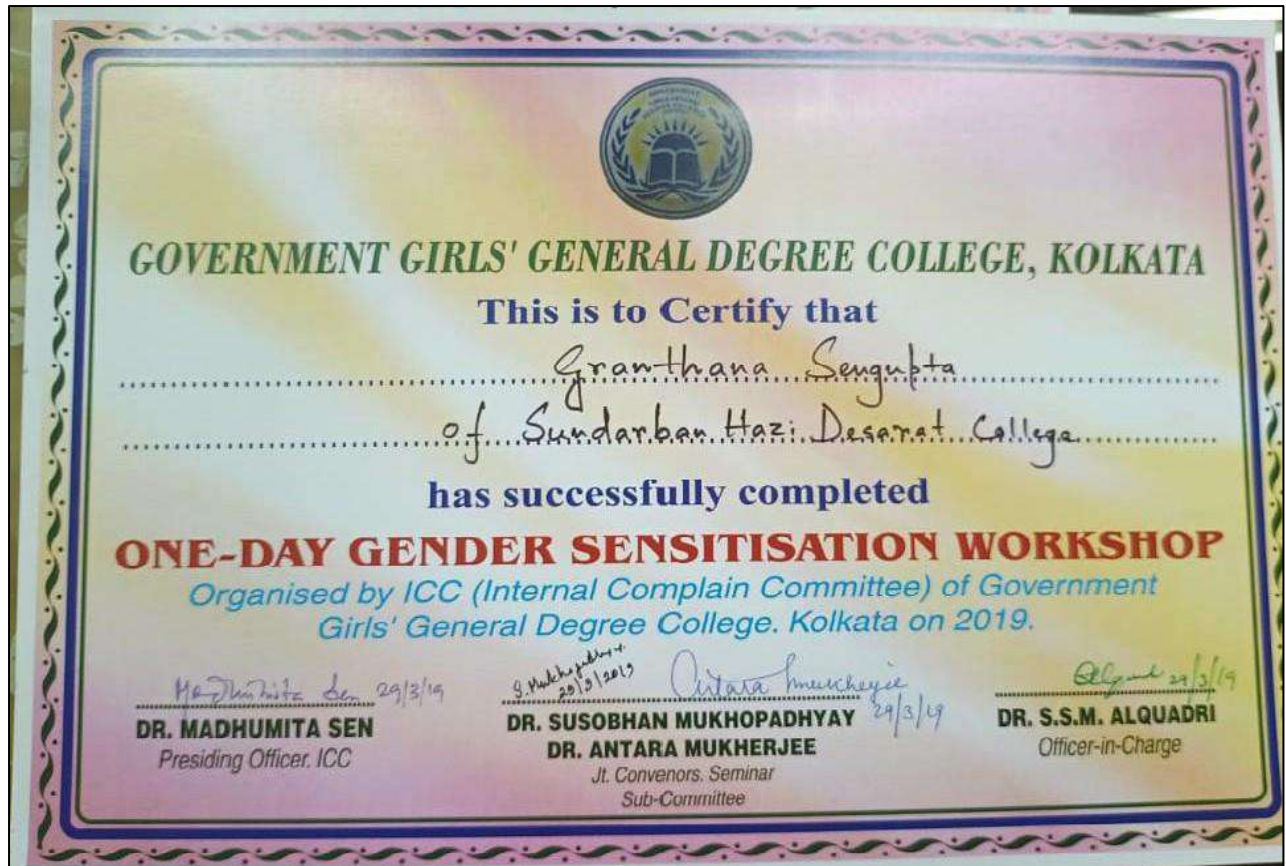 GOVERNMENT GIRLS' GENERAL DEGREE COLLEGE, KOLKATA
This is to Certify that
Granthana Sengupta
of Sundarban Hazi Desarat College
has successfully completed
ONE-DAY GENDER SENSITISATION WORKSHOP
Organised by ICC (Internal Complain Committee) of Government
Girls' General Degree College. Kolkata on 2019.
Madhumita Sen 29/3/19
S. Mukhopadhyay
29/3/2019
Antara Mukherjee
29/3/19
29/3/19
DR. MADHUMITA SEN
Presiding Officer. ICC
DR. SUSOBHAN MUKHOPADHYAY
DR. ANTARA MUKHERJEE
Jt. Convenors. Seminar
Sub-Committee
DR. S.S.M. ALQUADRI
Officer-in-Charge